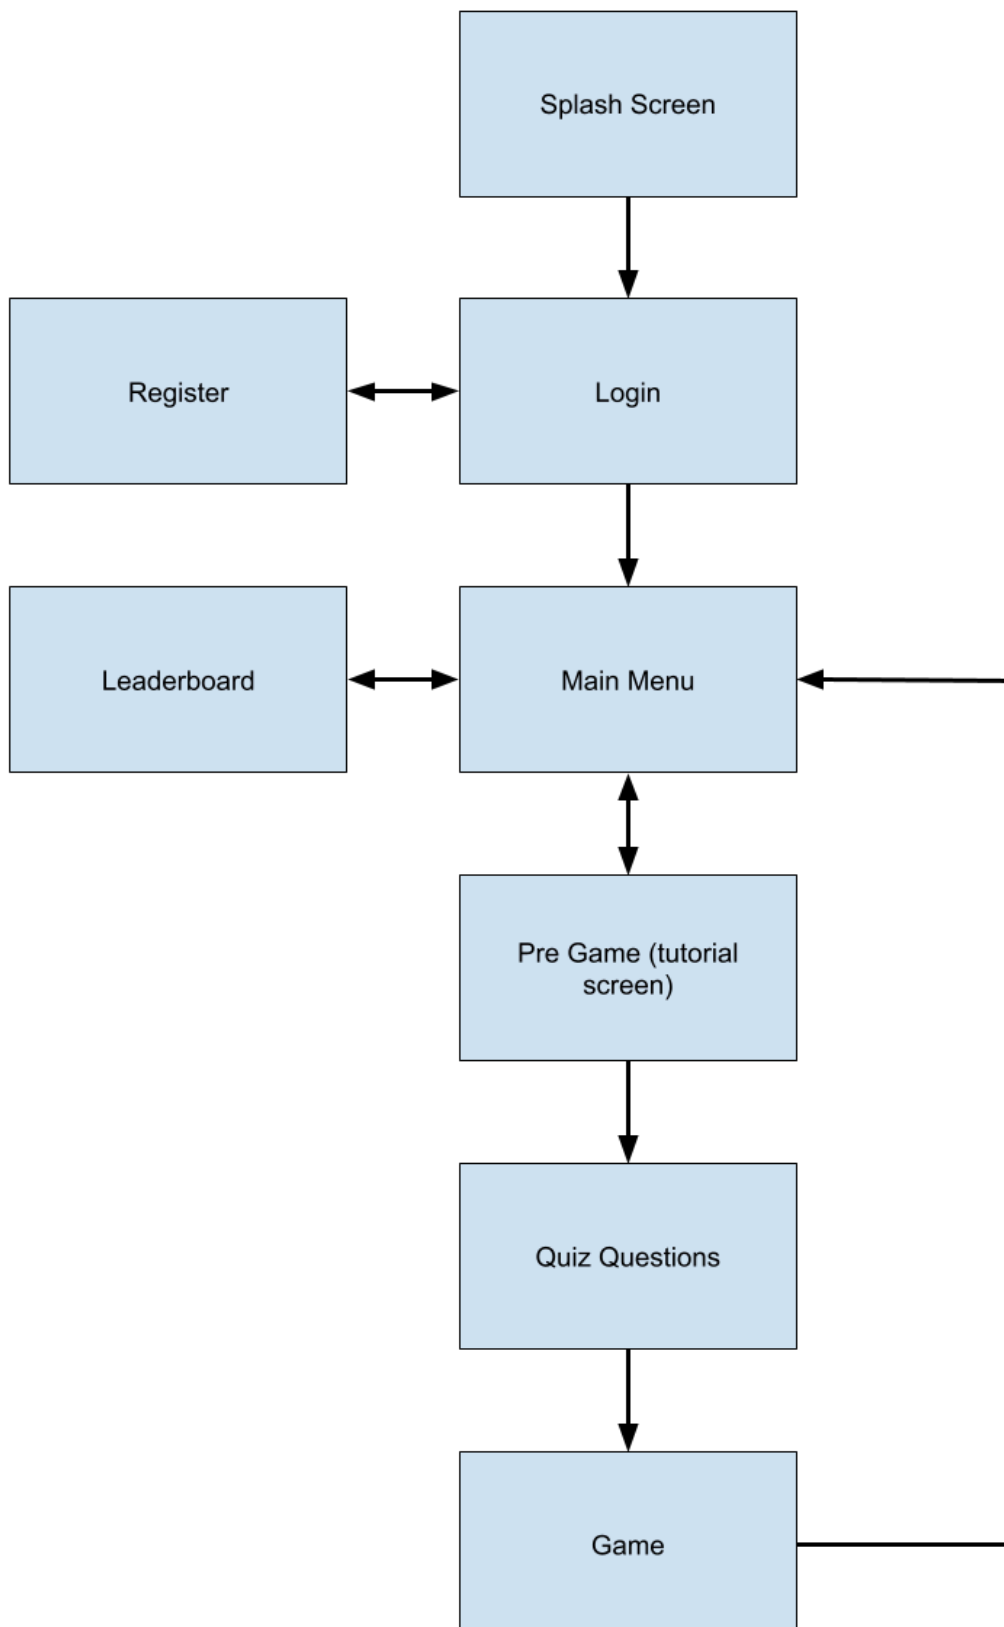 Splash Screen
Register
Login
Leaderboard
Main Menu
Pre Game (tutorial
screen)
Quiz Questions
Game